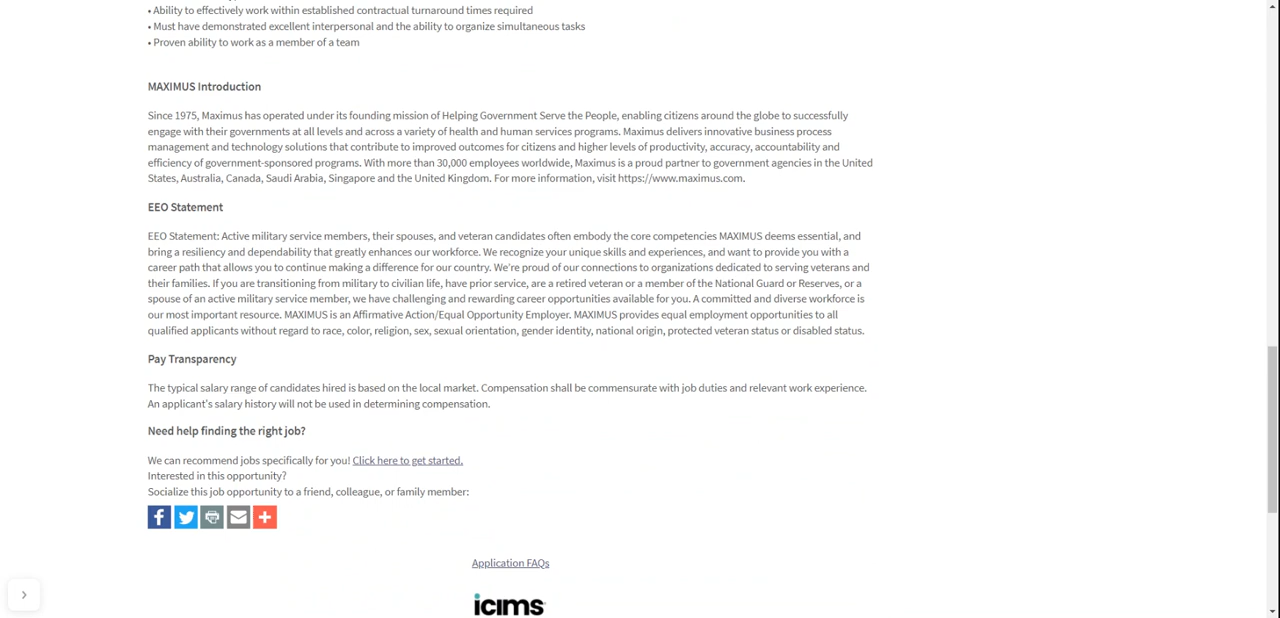 • Ability to effectively work within established contractual turnaround times required
• Must have demonstrated excellent interpersonal and the ability to organize simultaneous tasks
• Proven ability to work as a member of a team
MAXIMUS Introduction
Since 1975, Maximus has operated under its founding mission of Helping Government Serve the People, enabling citizens around the globe to successfully
engage with their governments at all levels and across a variety of health and human services programs. Maximus delivers innovative business process
management and technology solutions that contribute to improved outcomes for citizens and higher levels of productivity, accuracy, accountability and
efficiency of government-sponsored programs. With more than 30,000 employees worldwide, Maximus is a proud partner to government agencies in the United
States, Australia, Canada, Saudi Arabia, Singapore and the United Kingdom. For more information, visit https://www.maximus.com.
EEO Statement
EEO Statement: Active military service members, their spouses, and veteran candidates often embody the core competencies MAXIMUS deems essential, and
bring a resiliency and dependability that greatly enhances our workforce. We recognize your unique skills and experiences, and want to provide you with a
career path that allows you to continue making a difference for our country. We're proud of our connections to organizations dedicated to serving veterans and
their families. If you are transitioning from military to civilian life, have prior service, are a retired veteran or a member of the National Guard or Reserves, or a
spouse of an active military service member, we have challenging and rewarding career opportunities available for you. A committed and diverse workforce is
our most important resource. MAXIMUS is an Affirmative Action/Equal Opportunity Employer. MAXIMUS provides equal employment opportunities to all
qualified applicants without regard to race, color, religion, sex, sexual orientation, gender identity, national origin, protected veteran status or disabled status.
Pay Transparency
The typical salary range of candidates hired is based on the local market. Compensation shall be commensurate with job duties and relevant work experience.
An applicant's salary history will not be used in determining compensation.
Need help finding the right job?
We can recommend jobs specifically for you! Click here to get started.
Interested in this opportunity?
Socialize this job opportunity to a friend, colleague, or family member:
Application FAQs
icims